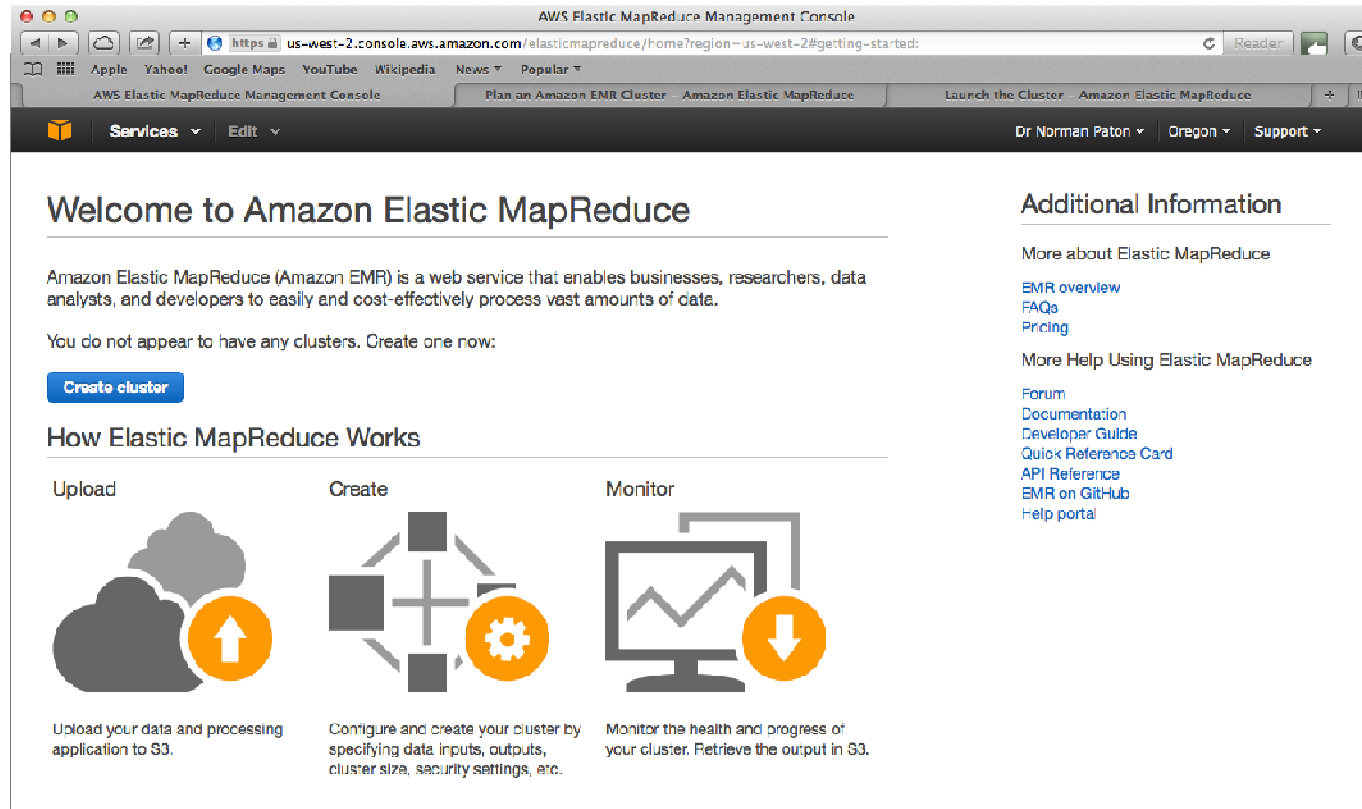 AWS Elastic MapReduce Management Console
https us-west-2.console.aws.amazon.com/elasticmapreduce/home?region=us-west-2#getting-started: Reader
Apple Yahoo! Google Maps YouTube Wikipedia News Popular
AWS Elastic MapReduce Management Console Plan an Amazon EMR Cluster - Amazon Elastic MapReduce Launch the Cluster - Amazon Elastic MapReduce
Services Edit Dr Norman Paton Oregon Support
Welcome to Amazon Elastic MapReduce
Amazon Elastic MapReduce (Amazon EMR) is a web service that enables businesses, researchers, data
analysts, and developers to easily and cost-effectively process vast amounts of data.
You do not appear to have any clusters. Create one now:
Create cluster
How Elastic MapReduce Works
Upload
Upload your data and processing
application to S3.
Create
Configure and create your cluster by
specifying data inputs, outputs,
cluster size, security settings, etc.
Monitor
Monitor the health and progress of
your cluster. Retrieve the output in S3.
Additional Information
More about Elastic MapReduce
EMR overview
FAQs
Pricing
More Help Using Elastic MapReduce
Forum
Documentation
Developer Guide
Quick Reference Card
API Reference
EMR on GitHub
Help portal